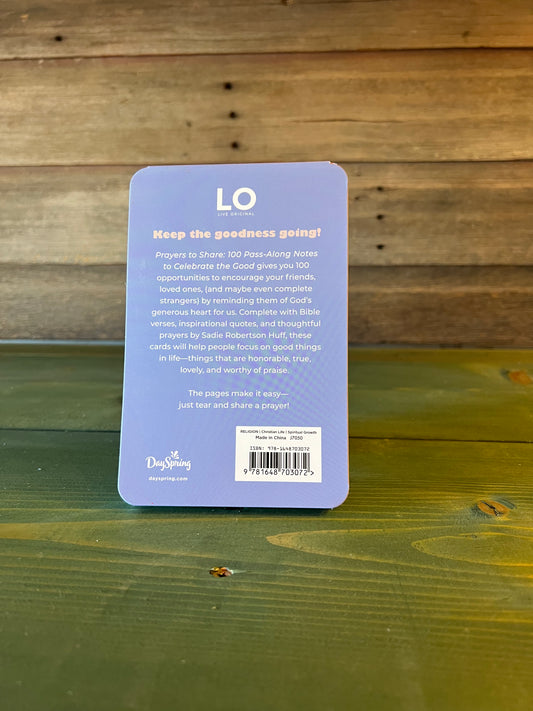 LO
LIVE ORIGINAL
Keep the goodness going!
Prayers to Share: 100 Pass-Along Notes
to Celebrate the Good gives you 100
opportunities to encourage your friends,
loved ones, (and maybe even complete
strangers) by reminding them of God's
generous heart for us. Complete with Bible
verses, inspirational quotes, and thoughtful
prayers by Sadie Robertson Huff, these
cards will help people focus on good things
in life—things that are honorable, true,
lovely, and worthy of praise.
The pages make it easy—
just tear and share a prayer!
DaySpring
dayspring.com
RELIGION | Christian Life | Spiritual Growth
Made in China J7050
ISBN: 978-1648703072
9 781648 703072 >